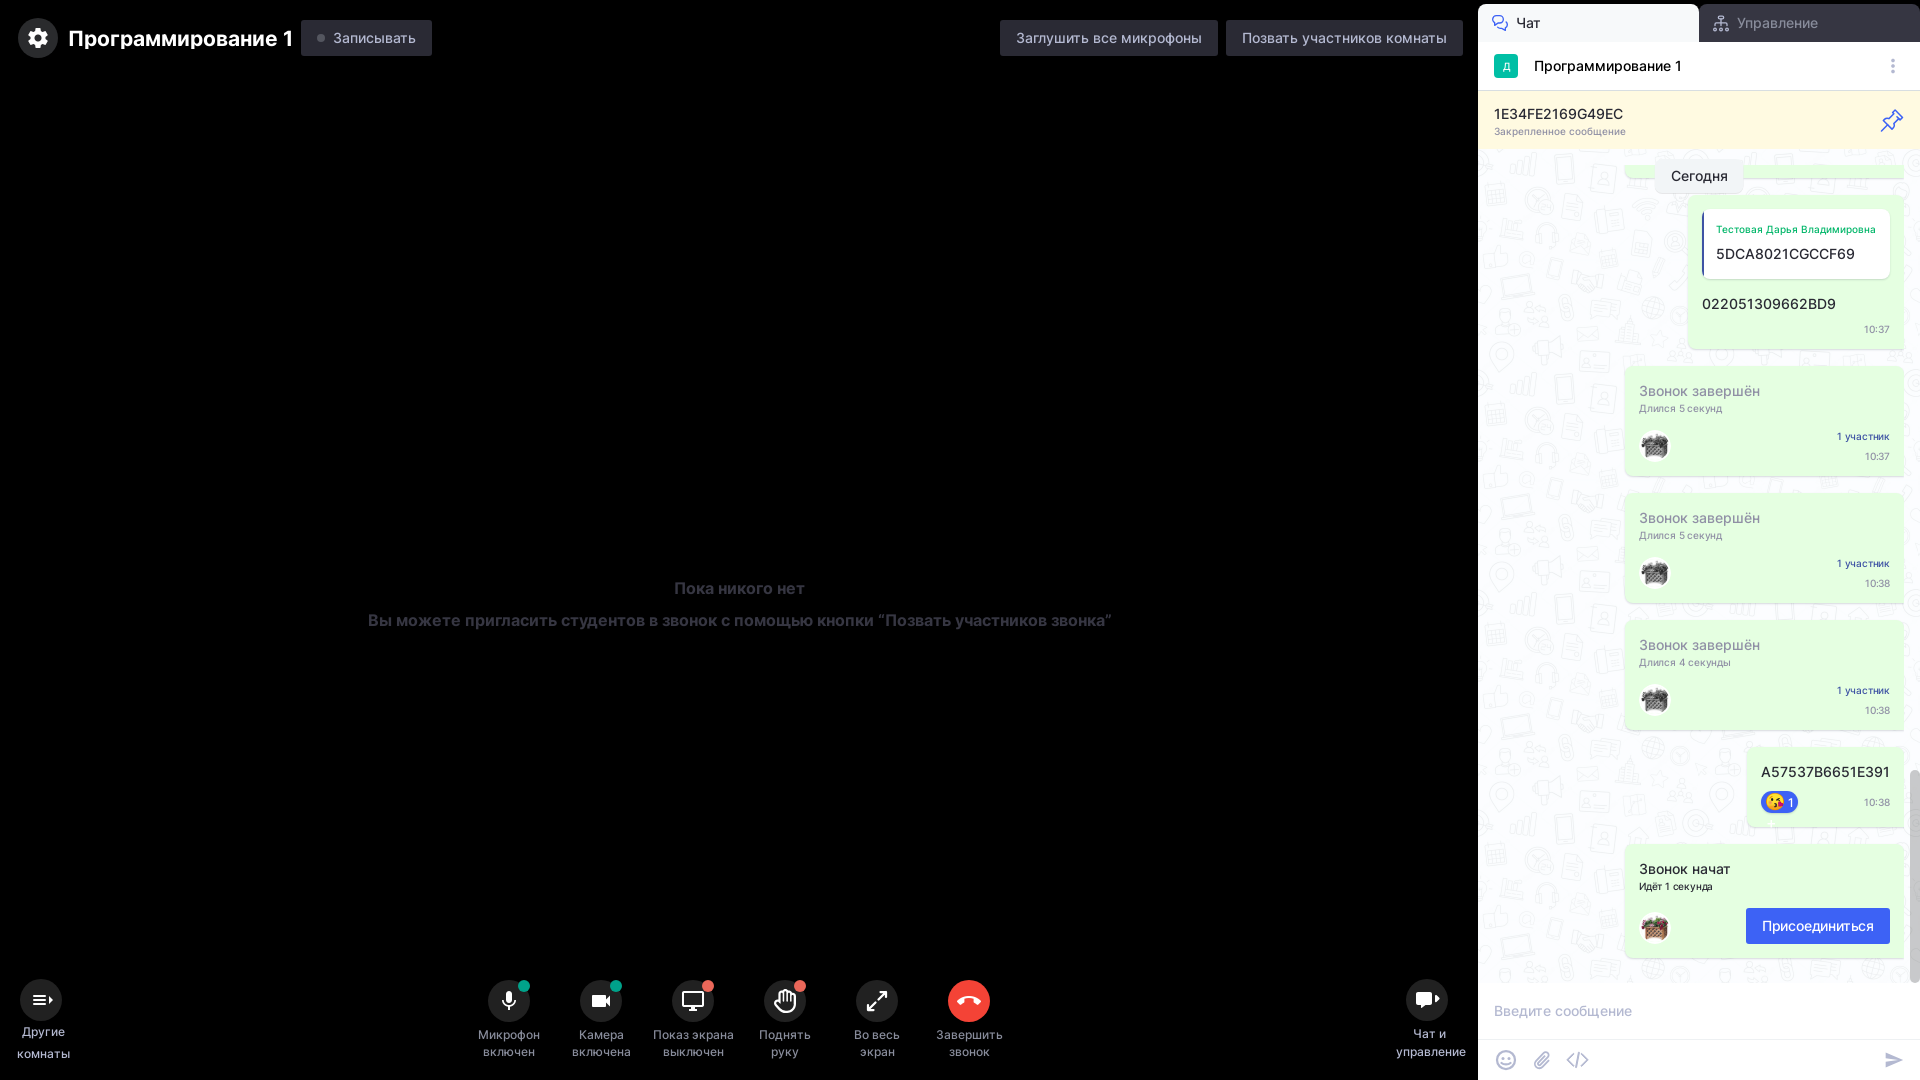 Программирование 1
Записывать
Заглушить все микрофоны
Позвать участников комнаты
Пока никого нет
Вы можете пригласить студентов в звонок с помощью кнопки “Позвать участников звонка”
Другие
комнаты
Микрофон
включен
Камера
включена
Показ экрана
выключен
Поднять
руку
Во весь
экран
Завершить
звонок
Чат и
управление
Чат
Управление
Д
Программирование 1
1E34FE2169G49EC
Закрепленное сообщение
Сегодня
Тестовая Дарья Владимировна
5DCA8021CGCCF69
022051309662BD9
10:37
Звонок завершён
Длился 5 секунд
1 участник
10:37
Звонок завершён
Длился 5 секунд
1 участник
10:38
Звонок завершён
Длился 4 секунды
1 участник
10:38
A57537B6651E391
1
10:38
Звонок начат
Идёт 1 секунда
Присоединиться
Введите сообщение